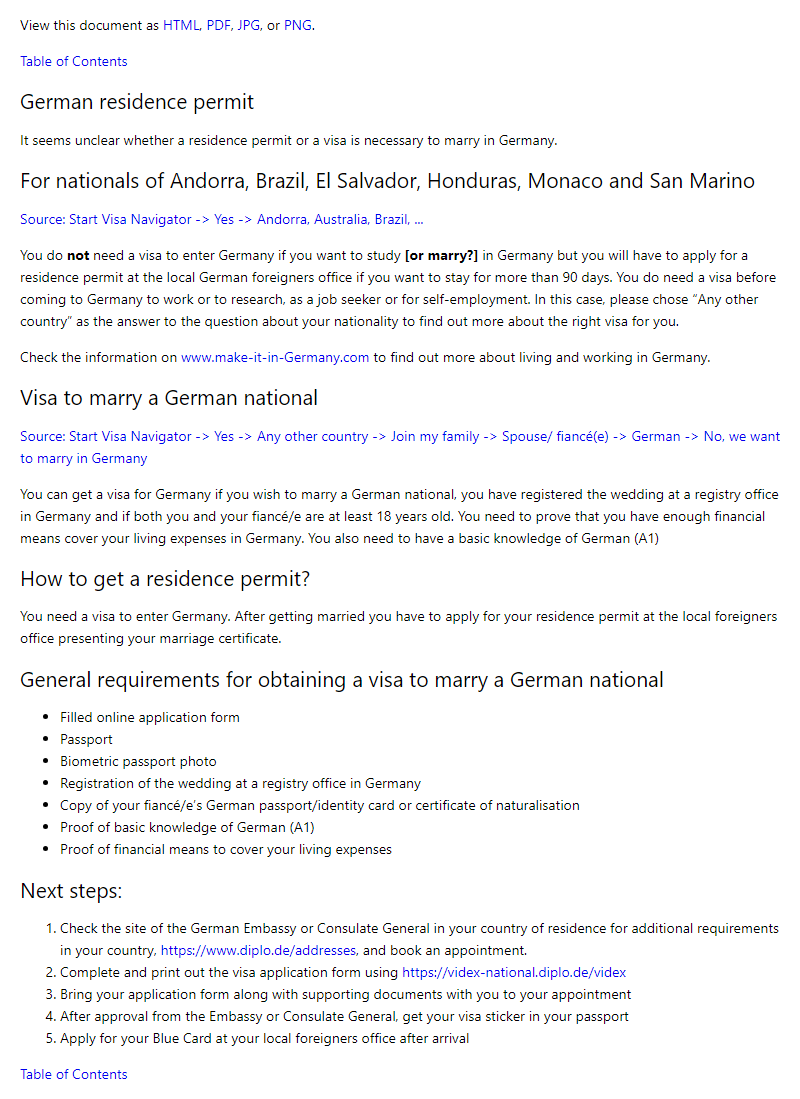 View this document as HTML, PDF, JPG, or PNG.
Table of Contents
German residence permit
It seems unclear whether a residence permit or a visa is necessary to marry in Germany.
For nationals of Andorra, Brazil, El Salvador, Honduras, Monaco and San Marino
Source: Start Visa Navigator -> Yes -> Andorra, Australia, Brazil, ...
You do not need a visa to enter Germany if you want to study [or marry?] in Germany but you will have to apply for a
residence permit at the local German foreigners office if you want to stay for more than 90 days. You do need a visa before
coming to Germany to work or to research, as a job seeker or for self-employment. In this case, please chose “Any other
country” as the answer to the question about your nationality to find out more about the right visa for you.
Check the information on www.make-it-in-Germany.com to find out more about living and working in Germany.
Visa to marry a German national
Source: Start Visa Navigator -> Yes -> Any other country -> Join my family -> Spouse/ fiancé(e) -> German -> No, we want
to marry in Germany
You can get a visa for Germany if you wish to marry a German national, you have registered the wedding at a registry office
in Germany and if both you and your fiancé/e are at least 18 years old. You need to prove that you have enough financial
means cover your living expenses in Germany. You also need to have a basic knowledge of German (A1)
How to get a residence permit?
You need a visa to enter Germany. After getting married you have to apply for your residence permit at the local foreigners
office presenting your marriage certificate.
General requirements for obtaining a visa to marry a German national
• Filled online application form
• Passport
• Biometric passport photo
• Registration of the wedding at a registry office in Germany
• Copy of your fiancé/e’s German passport/identity card or certificate of naturalisation
• Proof of basic knowledge of German (A1)
• Proof of financial means to cover your living expenses
Next steps:
1. Check the site of the German Embassy or Consulate General in your country of residence for additional requirements
in your country, https://www.diplo.de/addresses, and book an appointment.
2. Complete and print out the visa application form using https://videx-national.diplo.de/videx
3. Bring your application form along with supporting documents with you to your appointment
4. After approval from the Embassy or Consulate General, get your visa sticker in your passport
5. Apply for your Blue Card at your local foreigners office after arrival
Table of Contents